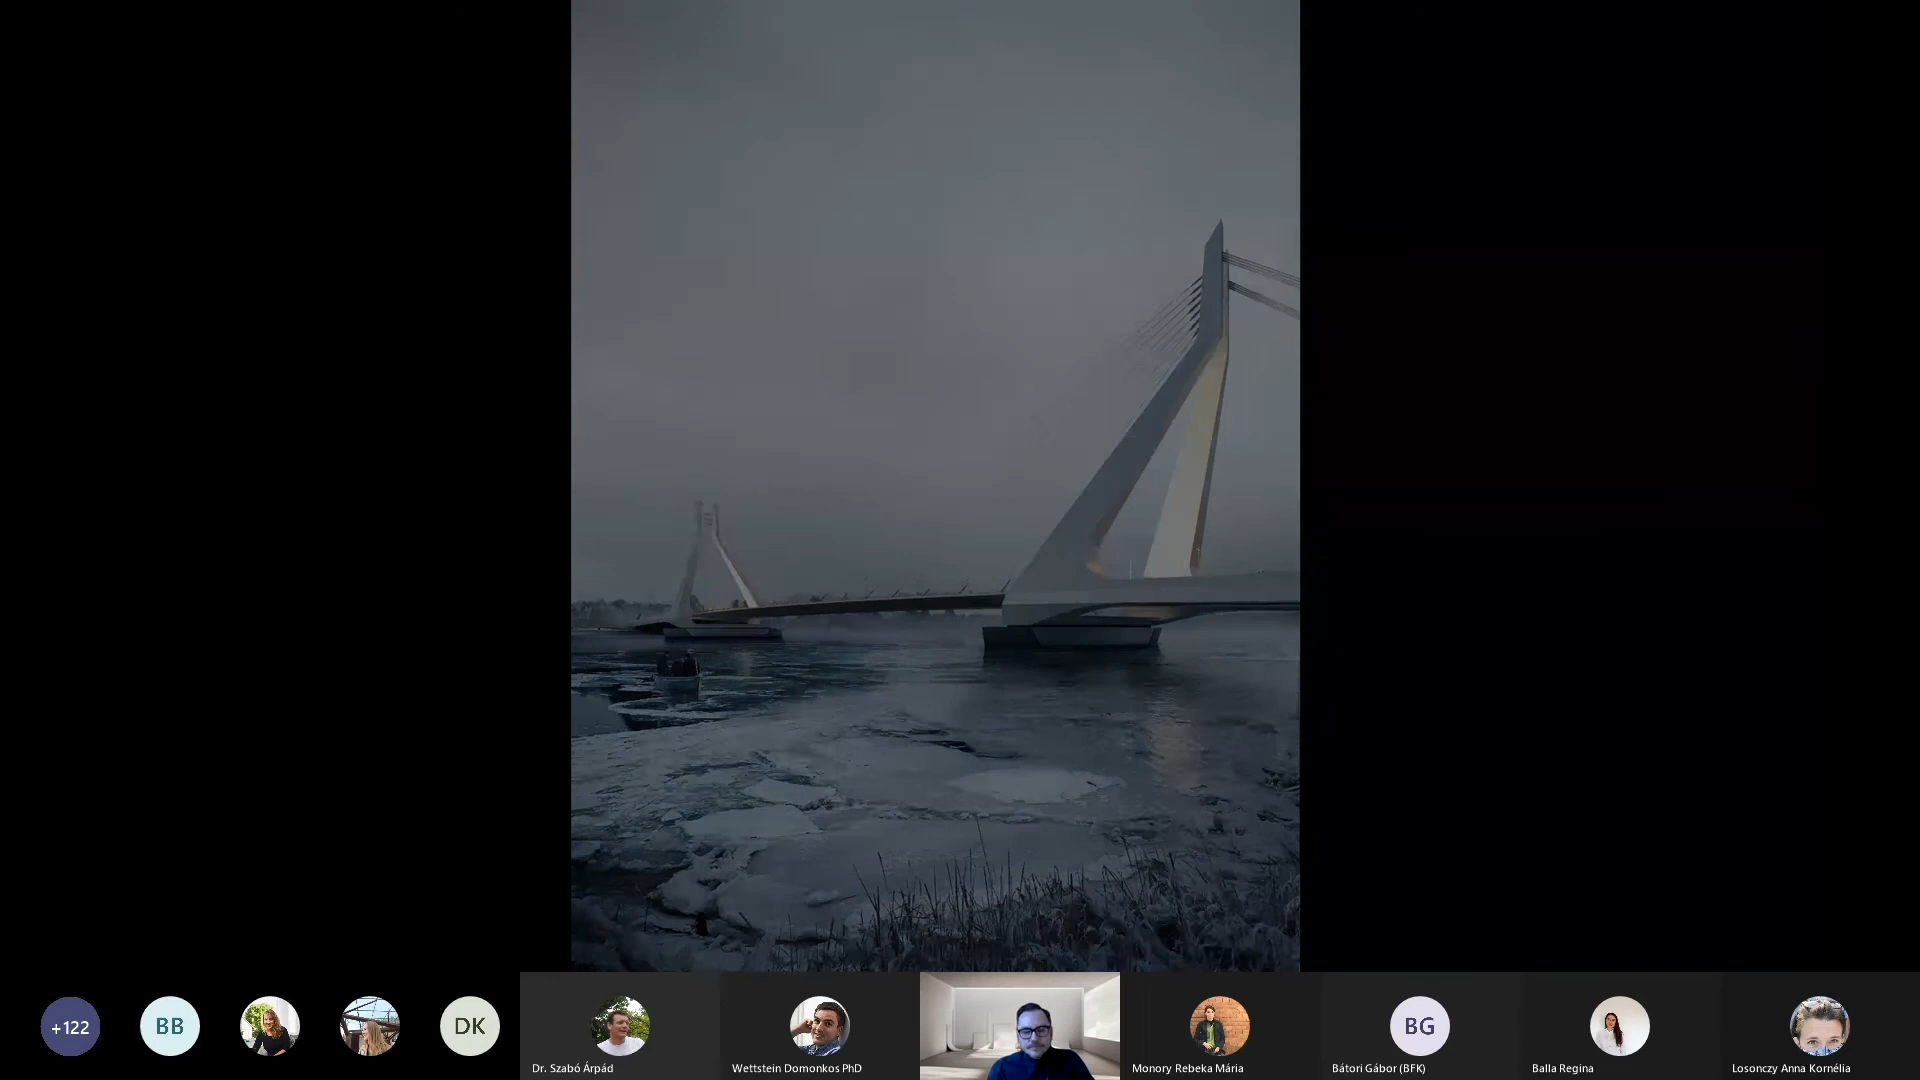 +122
BB
DK
Dr. Szabó Árpád
Wettstein Domonkos PhD
Monory Rebeka Mária
BG
Bátori Gábor (BFK)
Balla Regina
Losonczy Anna Kornélia